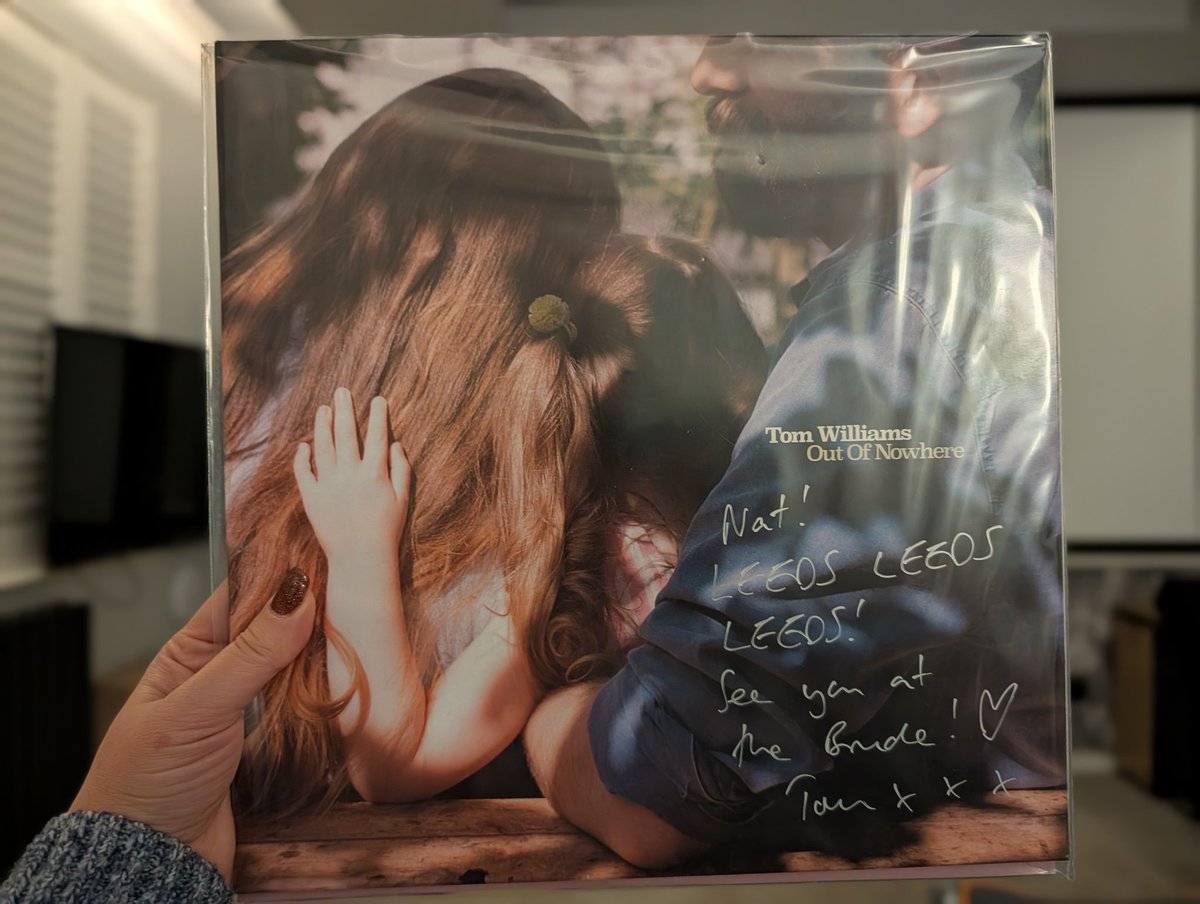 Tom Williams
Out Of Nowhere
Nat!
LEEDS LEEDS
LEEDS!
See you at
the Brude! ♡
Tom x x x